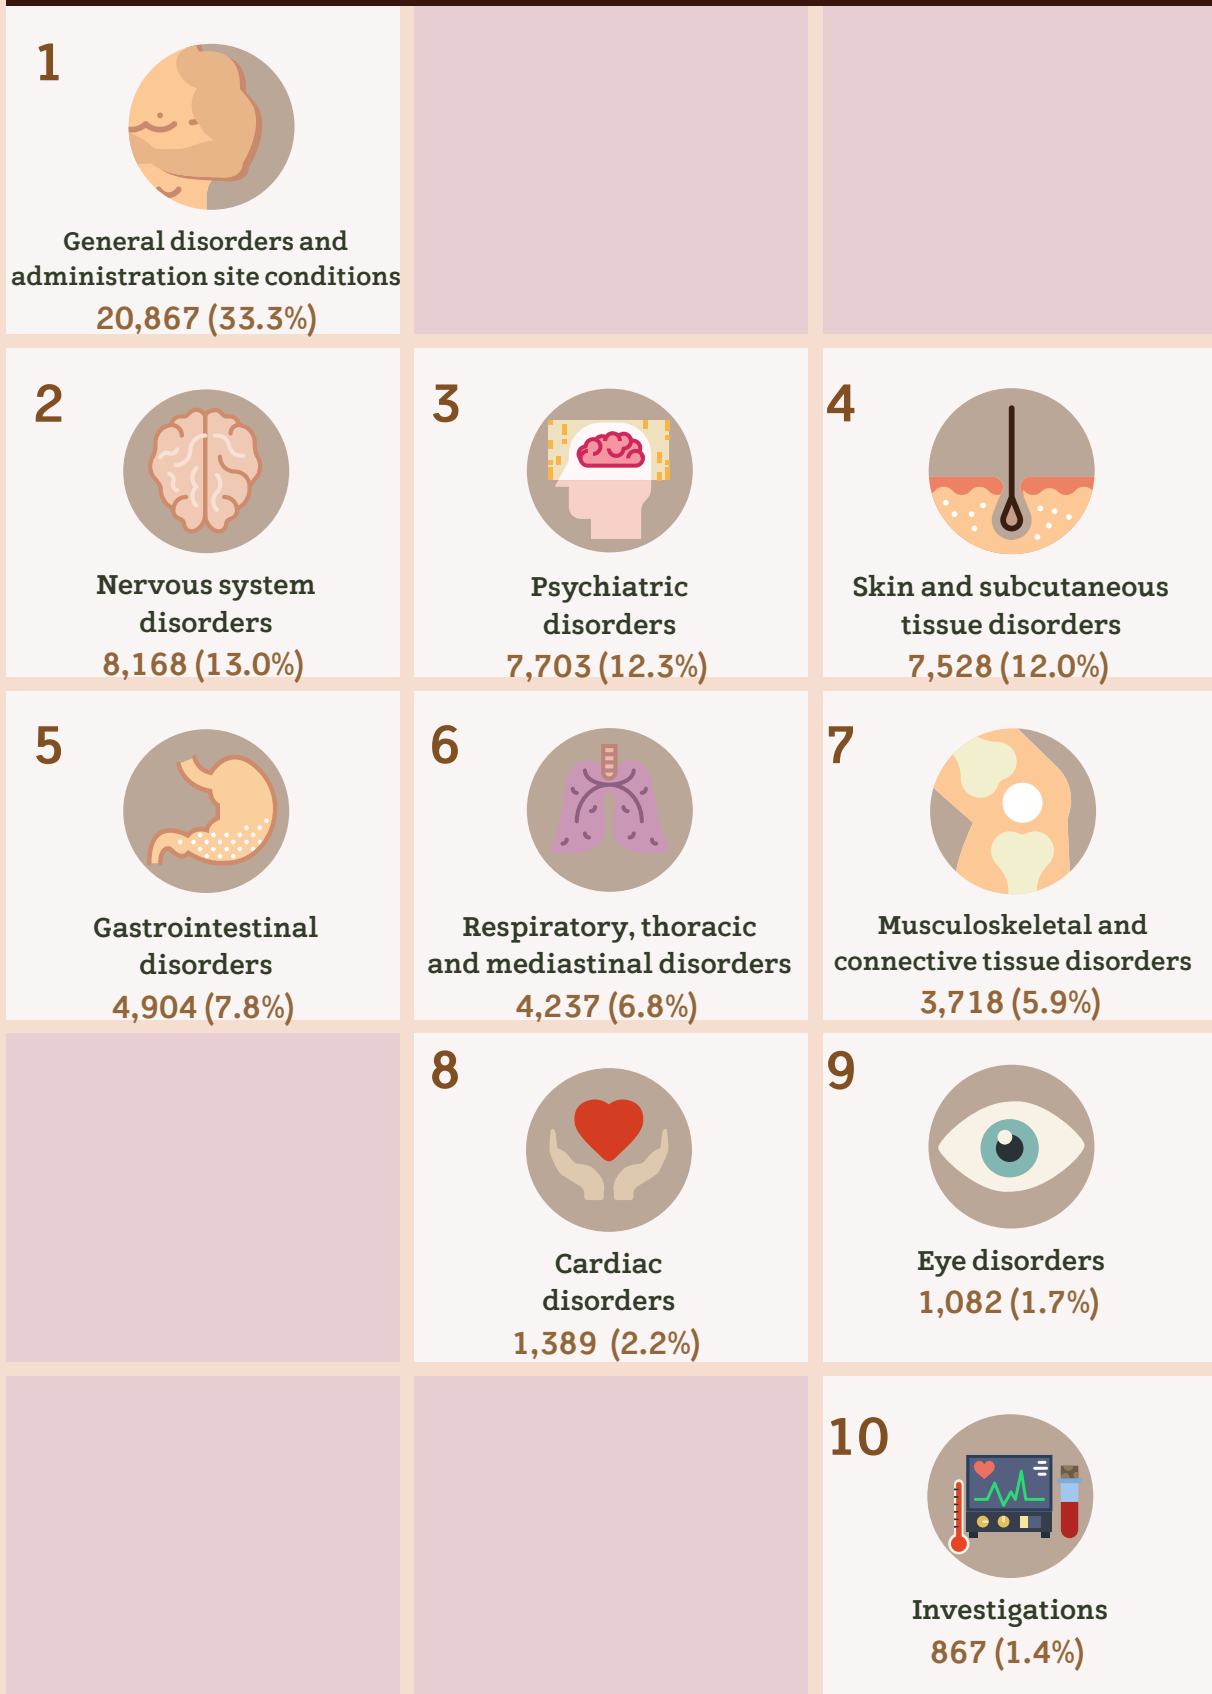 1
General disorders and
administration site conditions
20,867 (33.3%)
2
Nervous system
disorders
8,168 (13.0%)
3
Psychiatric
disorders
7,703 (12.3%)
4
Skin and subcutaneous
tissue disorders
7,528 (12.0%)
5
Gastrointestinal
disorders
4,904 (7.8%)
6
Respiratory, thoracic
and mediastinal disorders
4,237 (6.8%)
7
Musculoskeletal and
connective tissue disorders
3,718 (5.9%)
8
Cardiac
disorders
1,389 (2.2%)
9
Eye disorders
1,082 (1.7%)
10
Investigations
867 (1.4%)